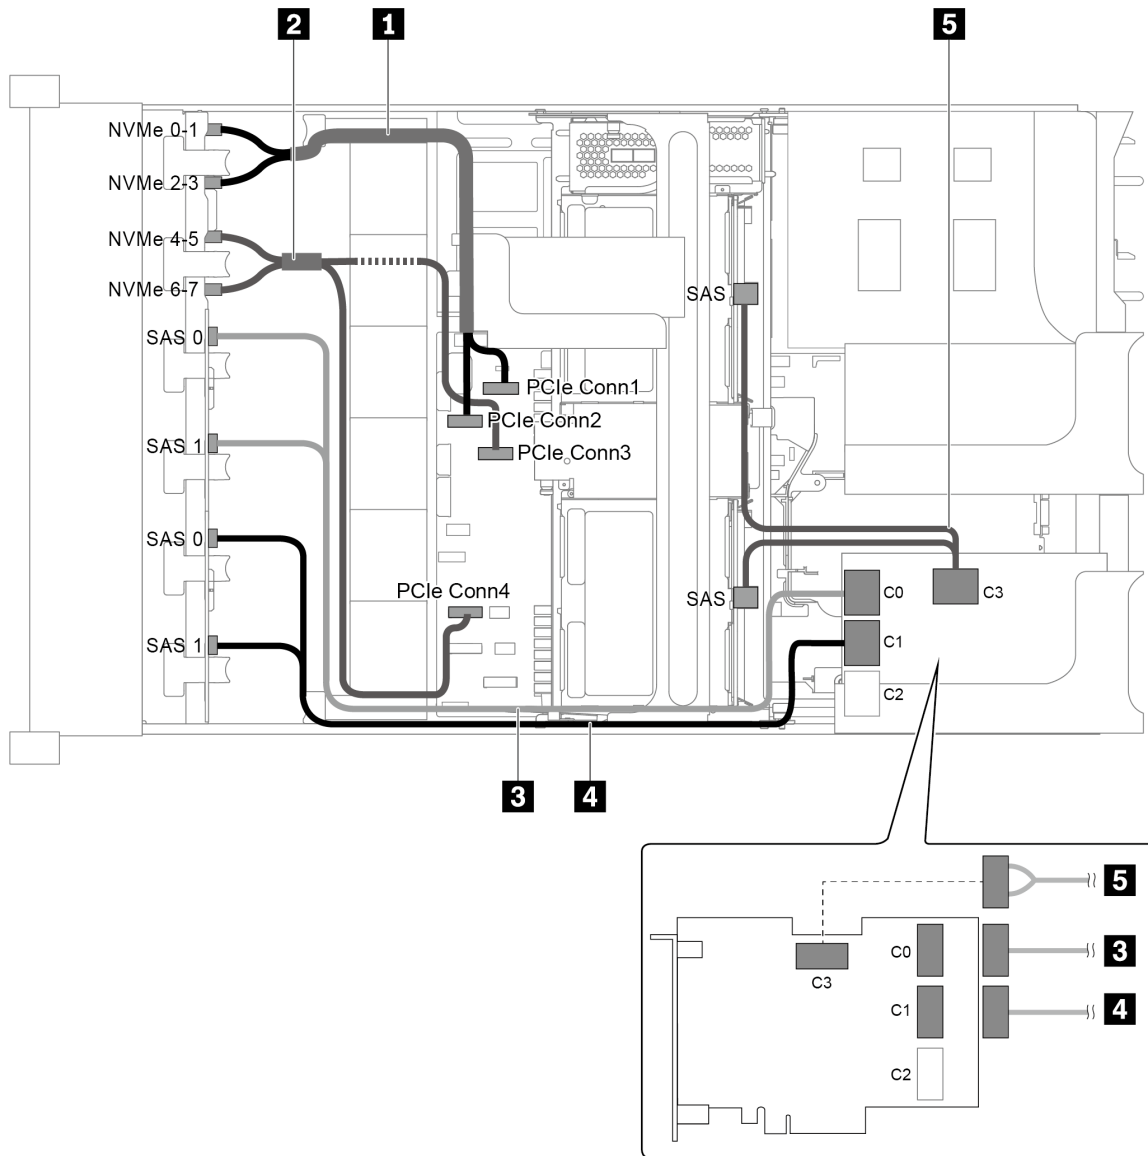 2 1 5
NVMe 0-1
NVMe 2-3
NVMe 4-5
NVMe 6-7
SAS
SAS 0
PCIe Conn1
PCIe Conn2
SAS 1
PCIe Conn3
SAS 0
PCIe Conn4
C0
C3
SAS
C1
SAS 1
C2
3 4
5
C0
3
C3
C1
4
C2